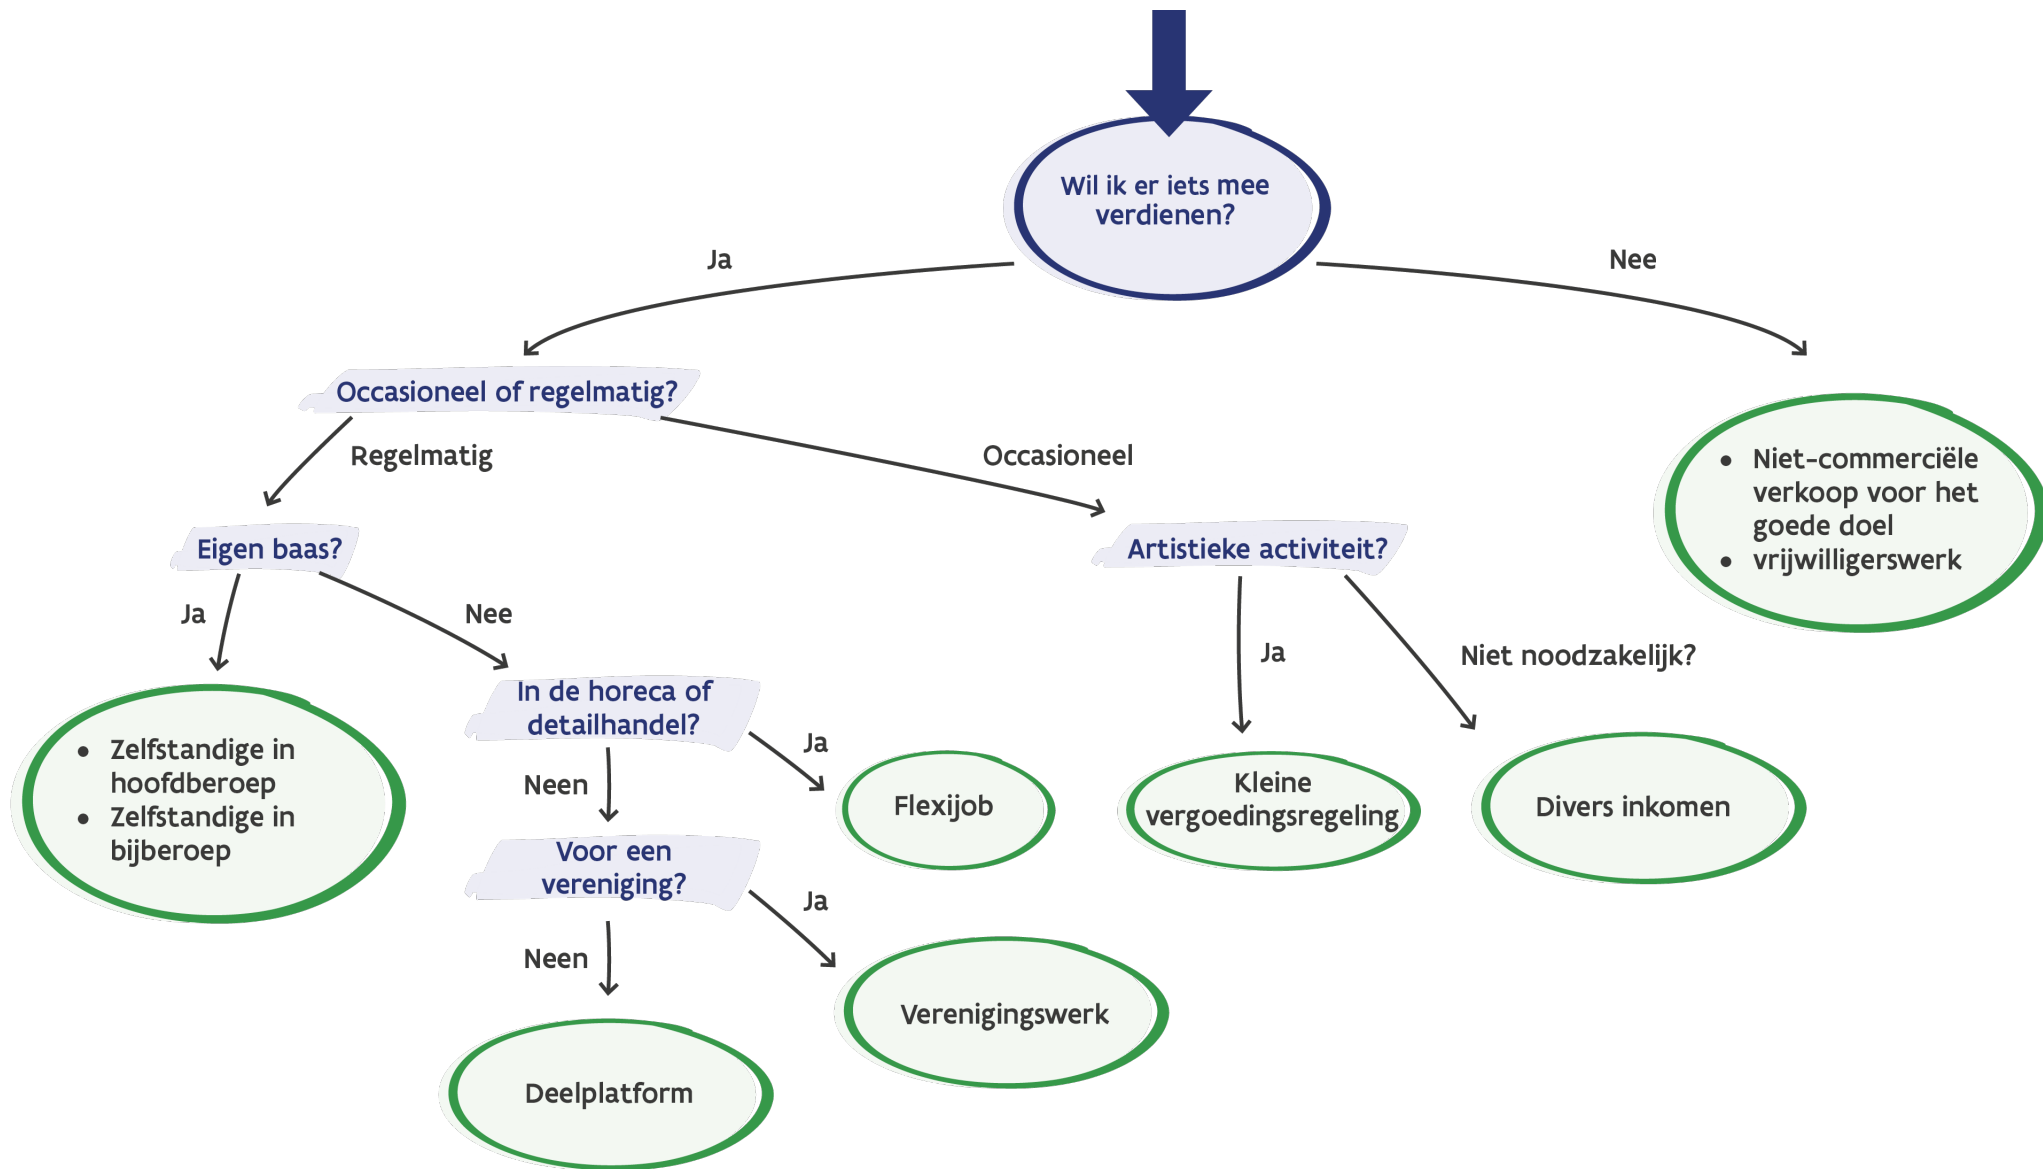 Wil ik er iets mee
verdienen?
Ja
Nee
Occasioneel of regelmatig?
Regelmatig
Occasioneel
• Niet-commerciële
verkoop voor het
goede doel
• vrijwilligerswerk
Eigen baas?
Artistieke activiteit?
Ja
Nee
Ja
Niet noodzakelijk?
In de horeca of
detailhandel?
• Zelfstandige in
hoofdberoep
• Zelfstandige in
bijberoep
Neen
Ja
Flexijob
Kleine
vergoedingsregeling
Divers inkomen
Voor een
vereniging?
Neen
Ja
Verenigingswerk
Deelplatform